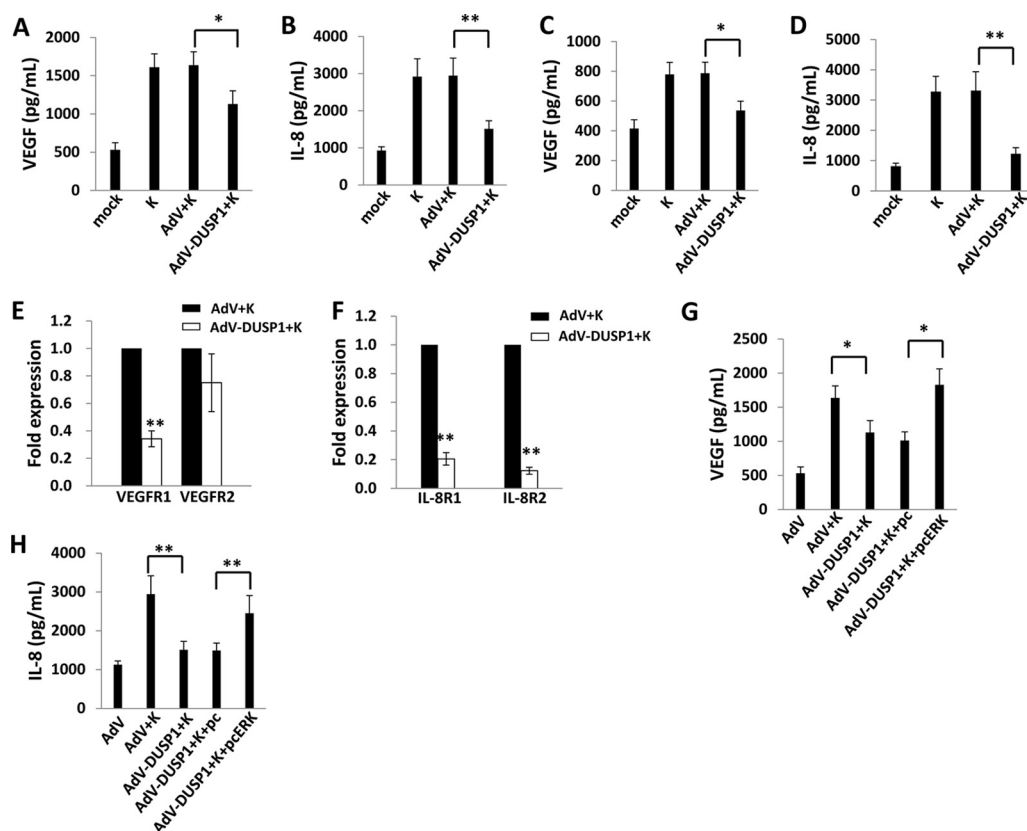 A
VEGF (pg/mL)
2000
1500
1000
500
0
*
mock
K
AdV+K
AdV-DUSP1+K
B
IL-8 (pg/mL)
4000
3000
2000
1000
0
**
mock
K
AdV+K
AdV-DUSP1+K
C
VEGF (pg/mL)
1000
800
600
400
200
0
*
mock
K
AdV+K
AdV-DUSP1+K
D
IL-8 (pg/mL)
5000
4000
3000
2000
1000
0
**
mock
K
AdV+K
AdV-DUSP1+K
E
AdV+K
AdV-DUSP1+K
Fold expression
1.2
1.0
0.8
0.6
0.4
0.2
0.0
**
VEGFR1 VEGFR2
F
AdV+K
AdV-DUSP1+K
Fold expression
1.2
1.0
0.8
0.6
0.4
0.2
0.0
**
**
IL-8R1 IL-8R2
G
VEGF (pg/mL)
2500
2000
1500
1000
500
0
*
*
AdV
AdV+K
AdV-DUSP1+K
AdV-DUSP1+K+pc
AdV-DUSP1+K+pcERK
H
IL-8 (pg/mL)
4000
3000
2000
1000
0
**
**
AdV
AdV+K
AdV-DUSP1+K
AdV-DUSP1+K+pc
AdV-DUSP1+K+pcERK